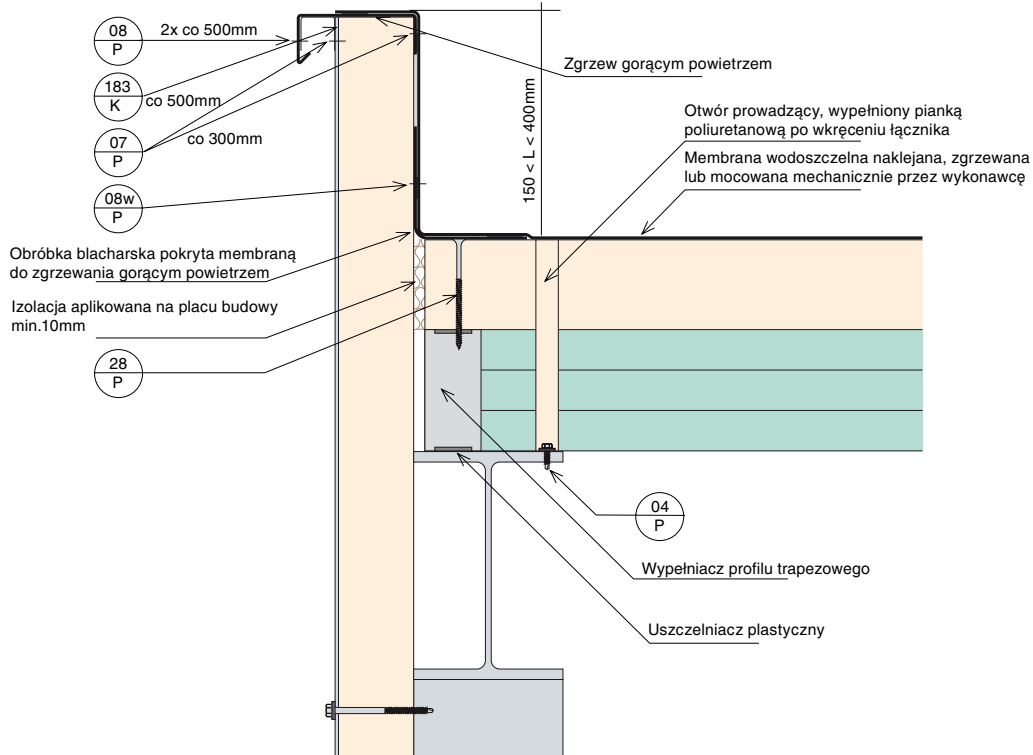 08
P
2x co 500mm
183
K
co 500mm
07
P
co 300mm
08w
P
Obróbka blacharska pokryta membraną
do zgrzewania gorącym powietrzem
Izolacja aplikowana na placu budowy
min.10mm
28
P
150 < L < 400mm
Zgrzew gorącym powietrzem
Otwór prowadzący, wypełniony pianką
poliuretanową po wkręceniu łącznika
Membrana wodoszczelna naklejana, zgrzewana
lub mocowana mechanicznie przez wykonawcę
04
P
Wypełniacz profilu trapezowego
Uszczelniacz plastyczny